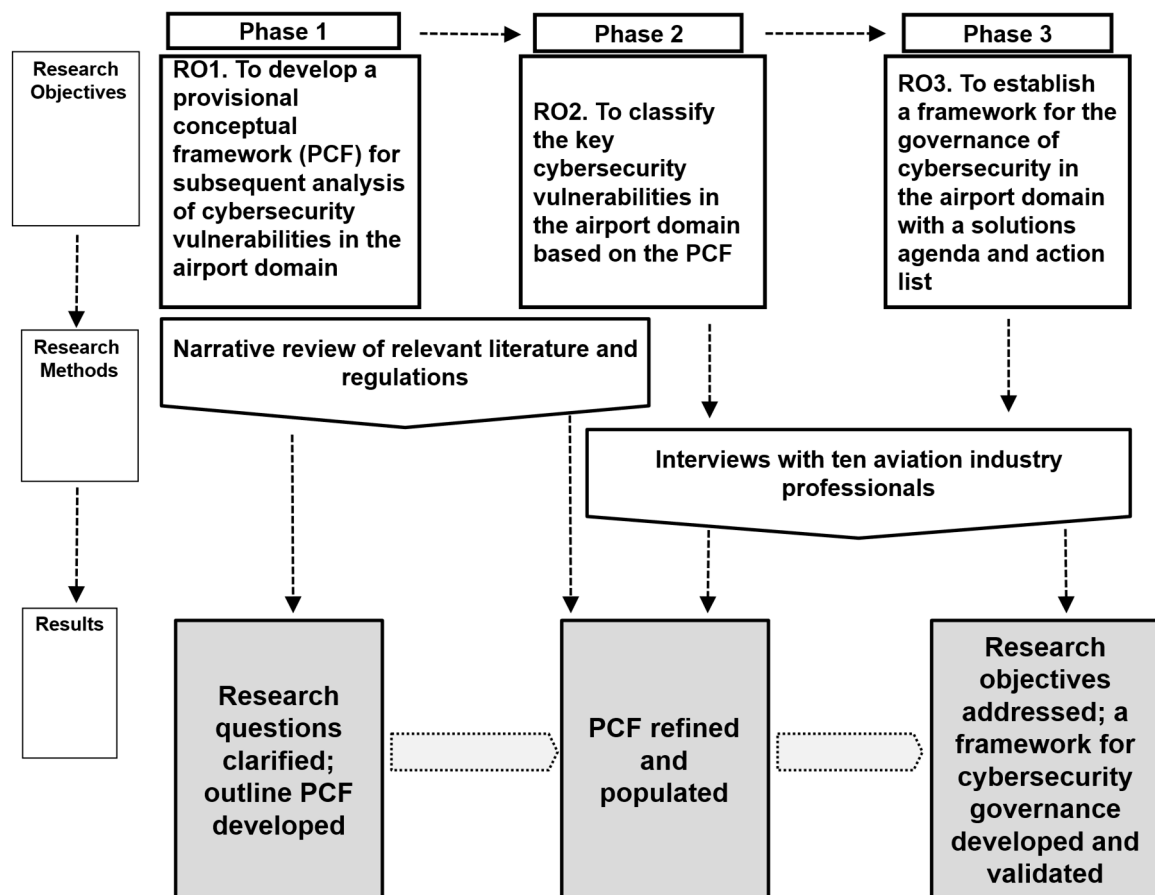 Phase 1
Phase 2
Phase 3
Research
Objectives
RO1. To develop a
provisional
conceptual
framework (PCF) for
subsequent analysis
of cybersecurity
vulnerabilities in the
airport domain
RO2. To classify
the key
cybersecurity
vulnerabilities in
the airport domain
based on the PCF
RO3. To establish
a framework for the
governance of
cybersecurity in
the airport domain
with a solutions
agenda and action
list
Research
Methods
Narrative review of relevant literature and
regulations
Interviews with ten aviation industry
professionals
Results
Research
questions
clarified;
outline PCF
developed
PCF refined
and
populated
Research
objectives
addressed; a
framework for
cybersecurity
governance
developed and
validated